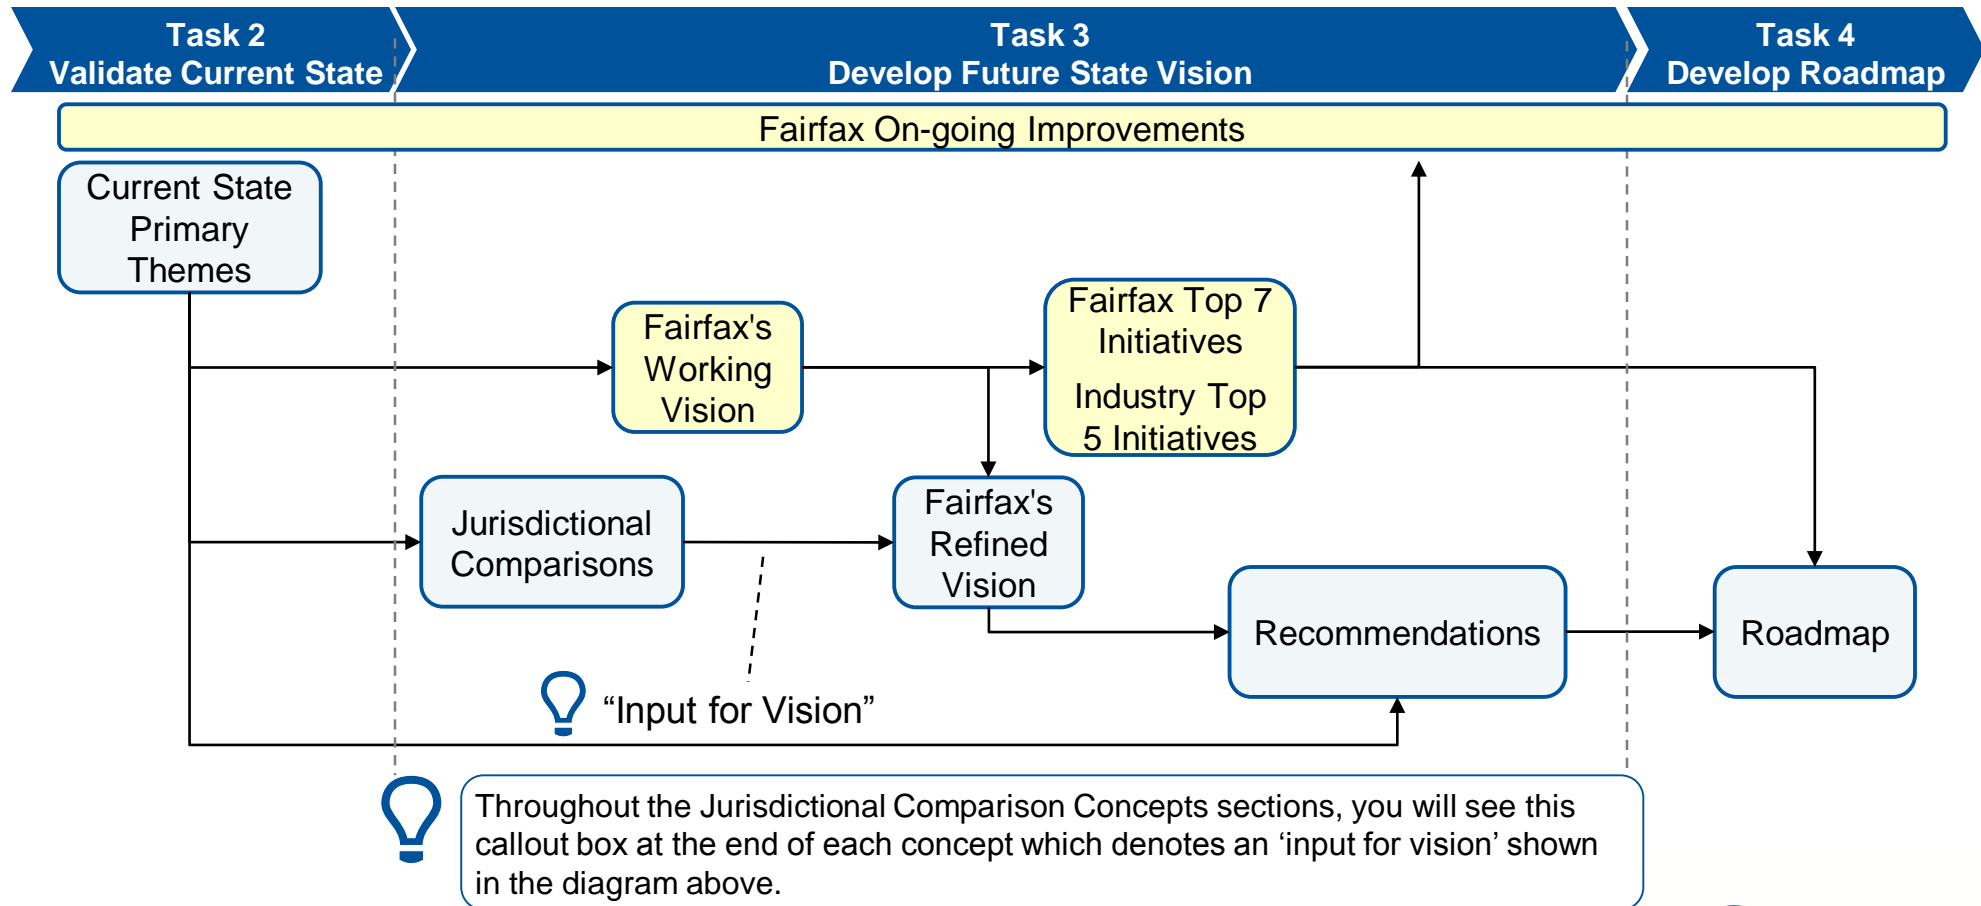 Task 2
Validate Current State
Task 3
Develop Future State Vision
Task 4
Develop Roadmap
Fairfax On-going Improvements
Current State
Primary
Themes
Fairfax's
Working
Vision
Fairfax Top 7
Initiatives
Industry Top
5 Initiatives
Jurisdictional
Comparisons
Fairfax's
Refined
Vision
Recommendations
Roadmap
“Input for Vision”
Throughout the Jurisdictional Comparison Concepts sections, you will see this
callout box at the end of each concept which denotes an ‘input for vision’ shown
in the diagram above.